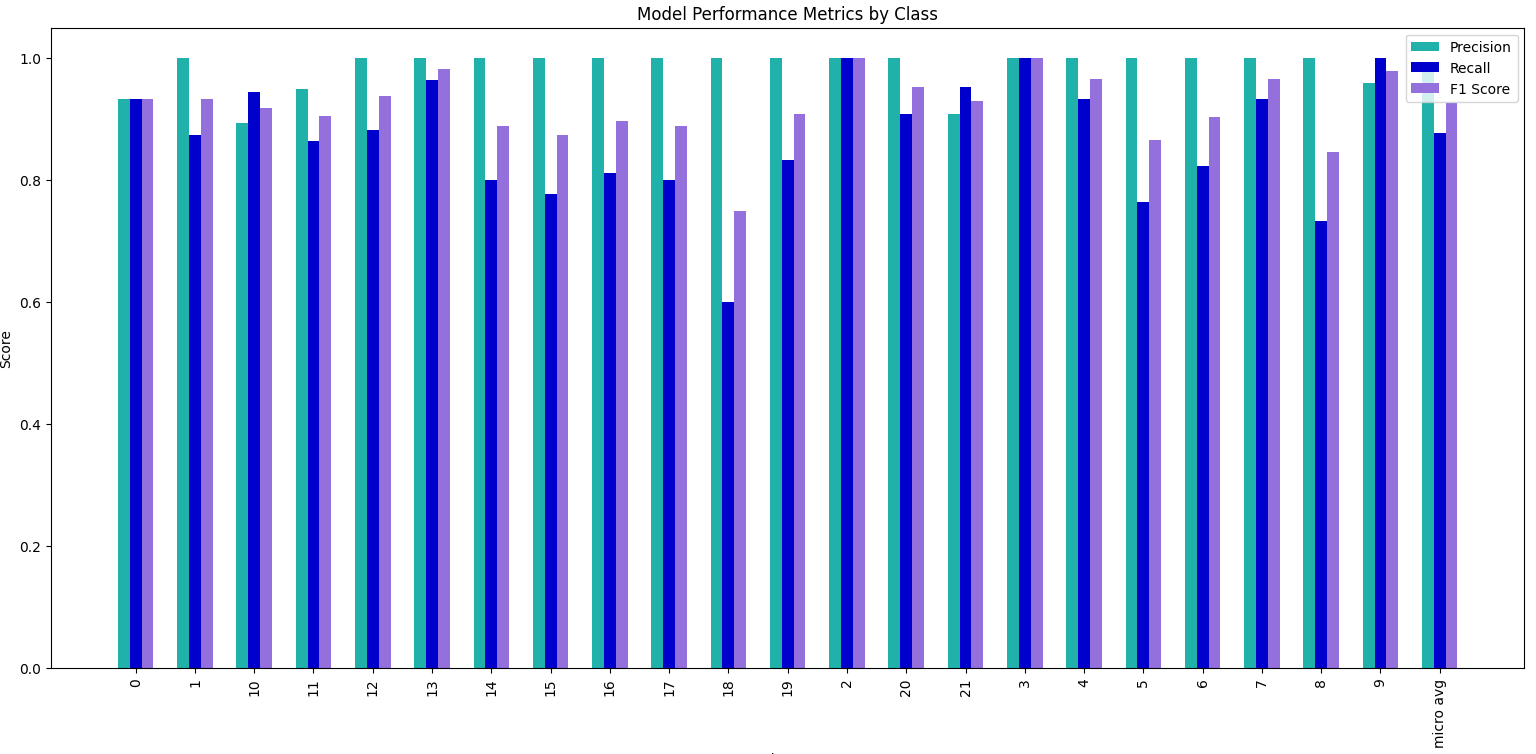 Model Performance Metrics by Class
Precision
Recall
F1 Score
Score
1.0
0.8
0.6
0.4
0.2
0.0
0 1 10 11 12 13 14 15 16 17 18 19 2 20 21 3 4 5 6 7 8 9 micro avg